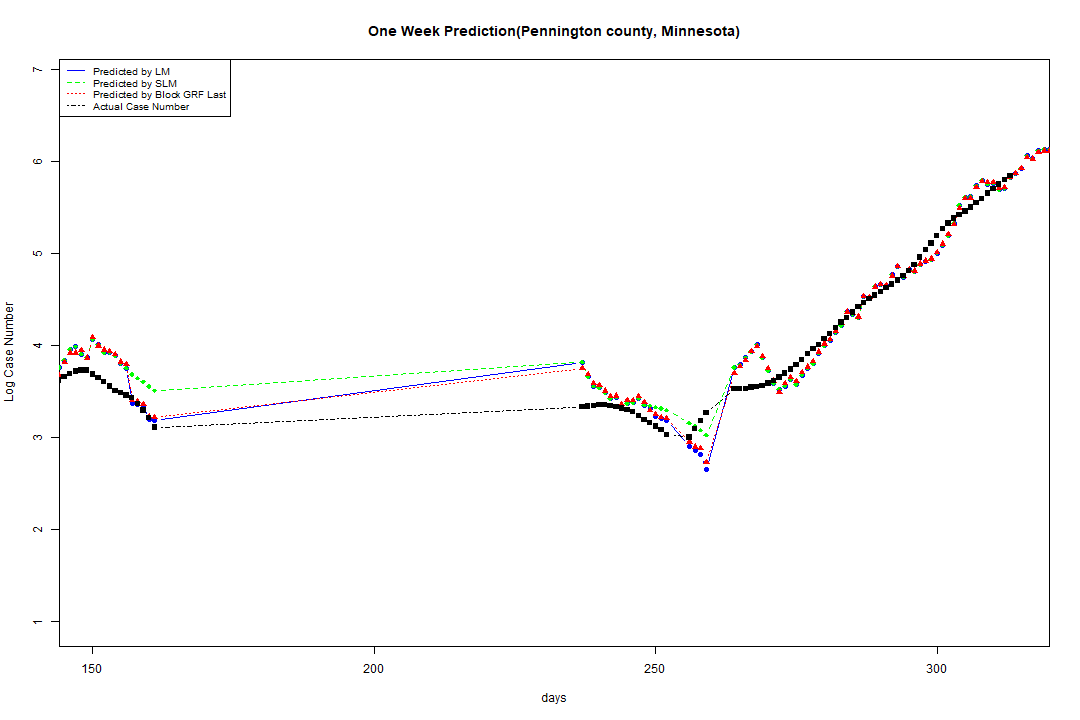 One Week Prediction(Pennington county, Minnesota)
Predicted by LM
Predicted by SLM
Predicted by Block GRF Last
Actual Case Number
7
6
5
4
3
2
1
Log Case Number
150
200
250
300
days